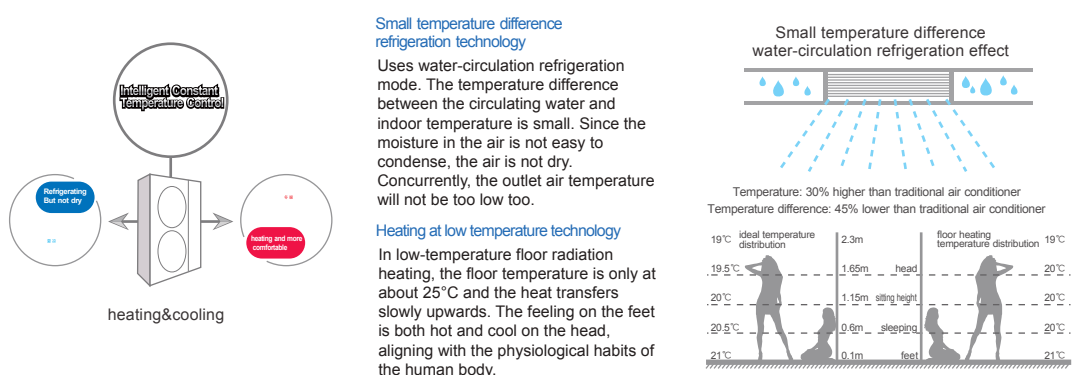 Intelligent Constant
Temperature Control
Refrigerating
But not dry
heating and more
comfortable
heating&cooling
Small temperature difference
refrigeration technology
Uses water-circulation refrigeration
mode. The temperature difference
between the circulating water and
indoor temperature is small. Since the
moisture in the air is not easy to
condense, the air is not dry.
Concurrently, the outlet air temperature
will not be too low too.
Heating at low temperature technology
In low-temperature floor radiation
heating, the floor temperature is only at
about 25°C and the heat transfers
slowly upwards. The feeling on the feet
is both hot and cool on the head,
aligning with the physiological habits of
the human body.
Small temperature difference
water-circulation refrigeration effect
Temperature: 30% higher than traditional air conditioner
Temperature difference: 45% lower than traditional air conditioner
19℃ ideal temperature distribution 2.3m floor heating temperature distribution 19℃
19.5℃ 1.65m head 20℃
20℃ 1.15m sitting height 20℃
20.5℃ 0.6m sleeping 20℃
21℃ 0.1m feet 21℃